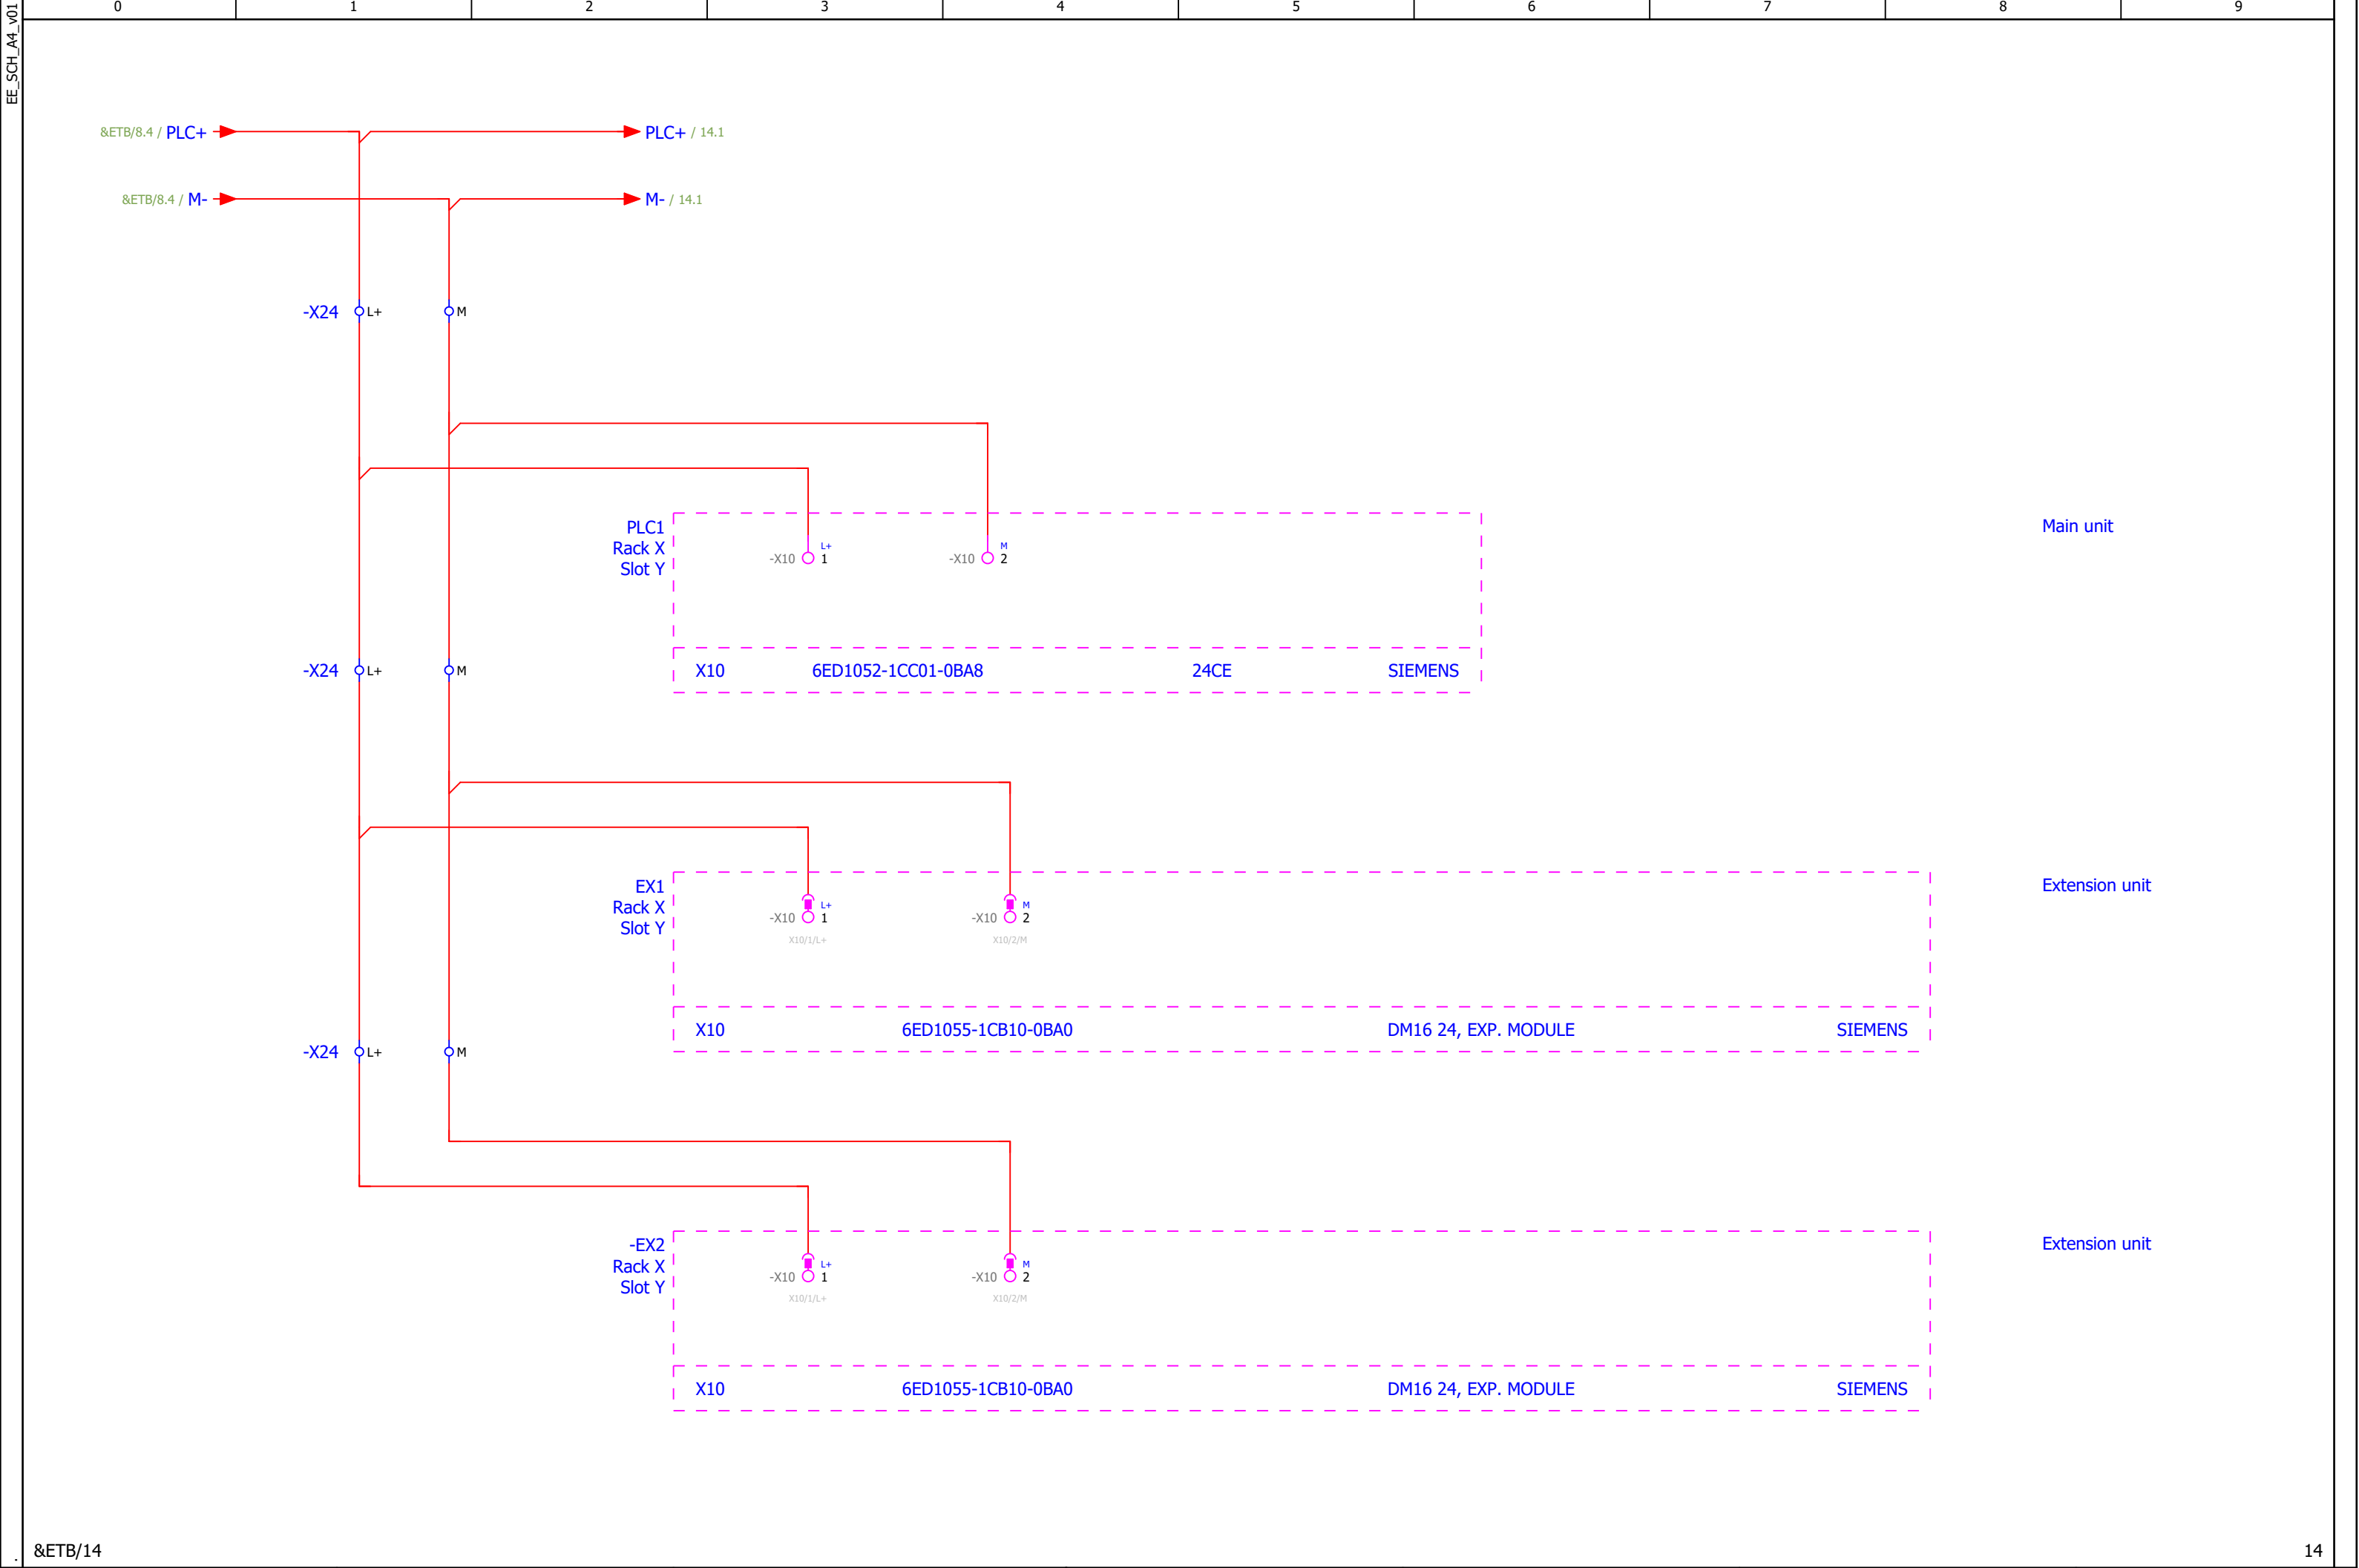 0 1 2 3 4 5 6 7 8 9
EE_SCH_A4_v01
&ETB/8.4 / PLC+ PLC+ / 14.1
&ETB/8.4 / M- M- / 14.1
-X24 L+ M
PLC1
Rack X
Slot Y
-X10 L+ 1 -X10 M 2
Main unit
-X24 L+ M
X10 6ED1052-1CC01-0BA8 24CE SIEMENS
EX1
Rack X
Slot Y
-X10 L+ 1 -X10 M 2
X10/1/L+ X10/2/M
Extension unit
X10 6ED1055-1CB10-0BA0 DM16 24, EXP. MODULE SIEMENS
-X24 L+ M
-EX2
Rack X
Slot Y
-X10 L+ 1 -X10 M 2
X10/1/L+ X10/2/M
Extension unit
X10 6ED1055-1CB10-0BA0 DM16 24, EXP. MODULE SIEMENS
&ETB/14 14